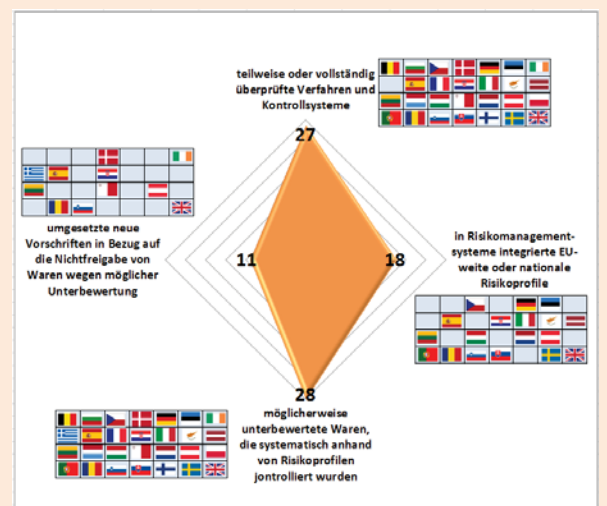 teilweise oder vollständig
überprüfte Verfahren und
Kontrollsysteme
27
umgesetzte neue
Vorschriften in Bezug auf
die Nichtfreigabe von
Waren wegen möglicher
Unterbewertung
11
18
in Risikomanagement-
systeme integrierte EU-
weite oder nationale
Risikoprofile
28
möglicherweise
unterbewertete Waren,
die systematisch anhand
von Risikoprofilen
jontrolliert wurden